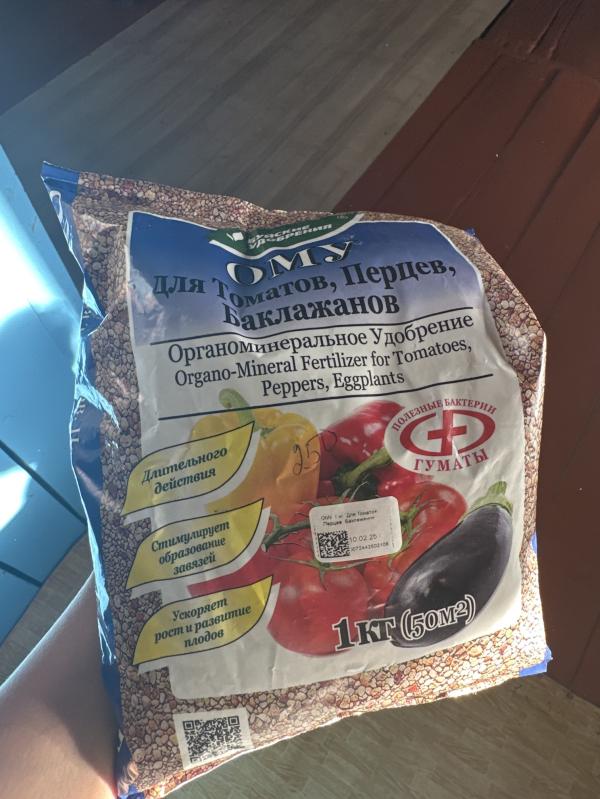 БУЙСКИЕ
УДОБРЕНИЯ
ОМУ
для Томатов, Перцев,
Баклажанов
Органоминеральное Удобрение
Organo-Mineral Fertilizer for Tomatoes,
Peppers, Eggplants
ПОЛЕЗНЫЕ БАКТЕРИИ
ГУМАТЫ
250
Длительного
действия
Стимулирует
образование
завязей
Ускоряет
рост и развитие
плодов
ОМУ 1 кг Для Томатов
Перцев Баклажанов
10.02.25
1 кг (50м²)